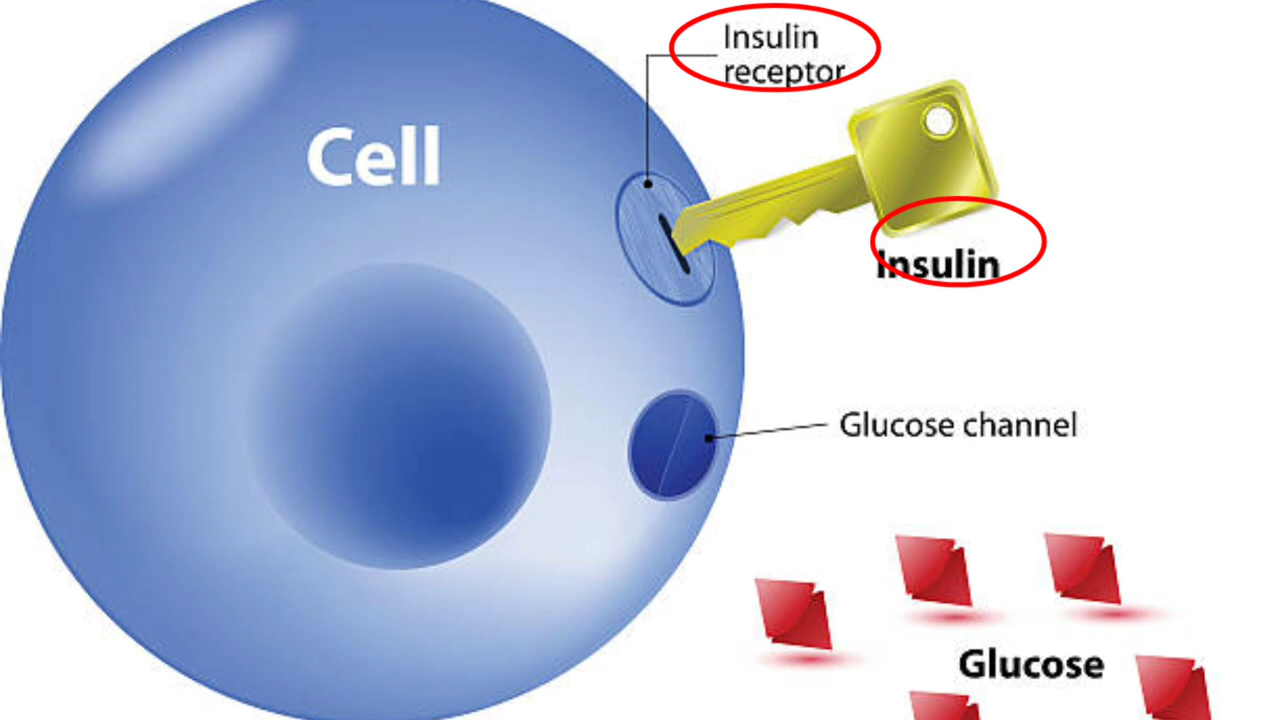 Insulin
receptor
Cell
Insulin
Glucose channel
Glucose